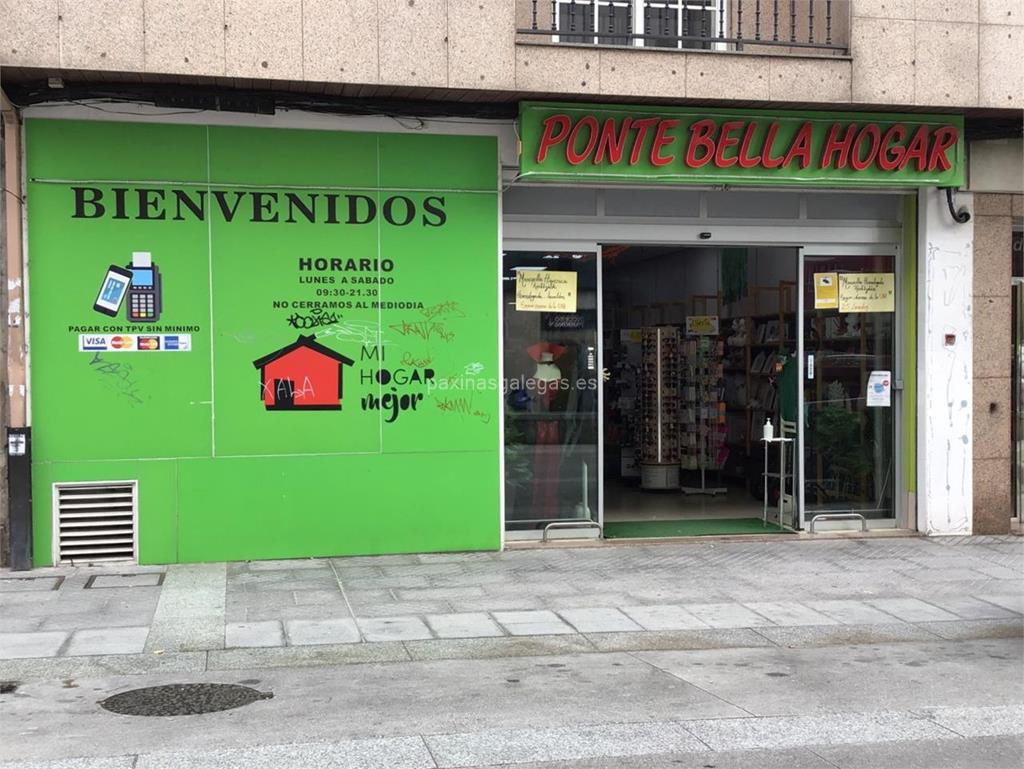 PONTE BELLA HOGAR
BIENVENIDOS
HORARIO
LUNES A SABADO
09:30-21.30
NO CERRAMOS AL MEDIODIA
PAGAR CON TPV SIN MINIMO
VISA
MI
HOGAR
mejor
XABA
paxinasgalegas.es